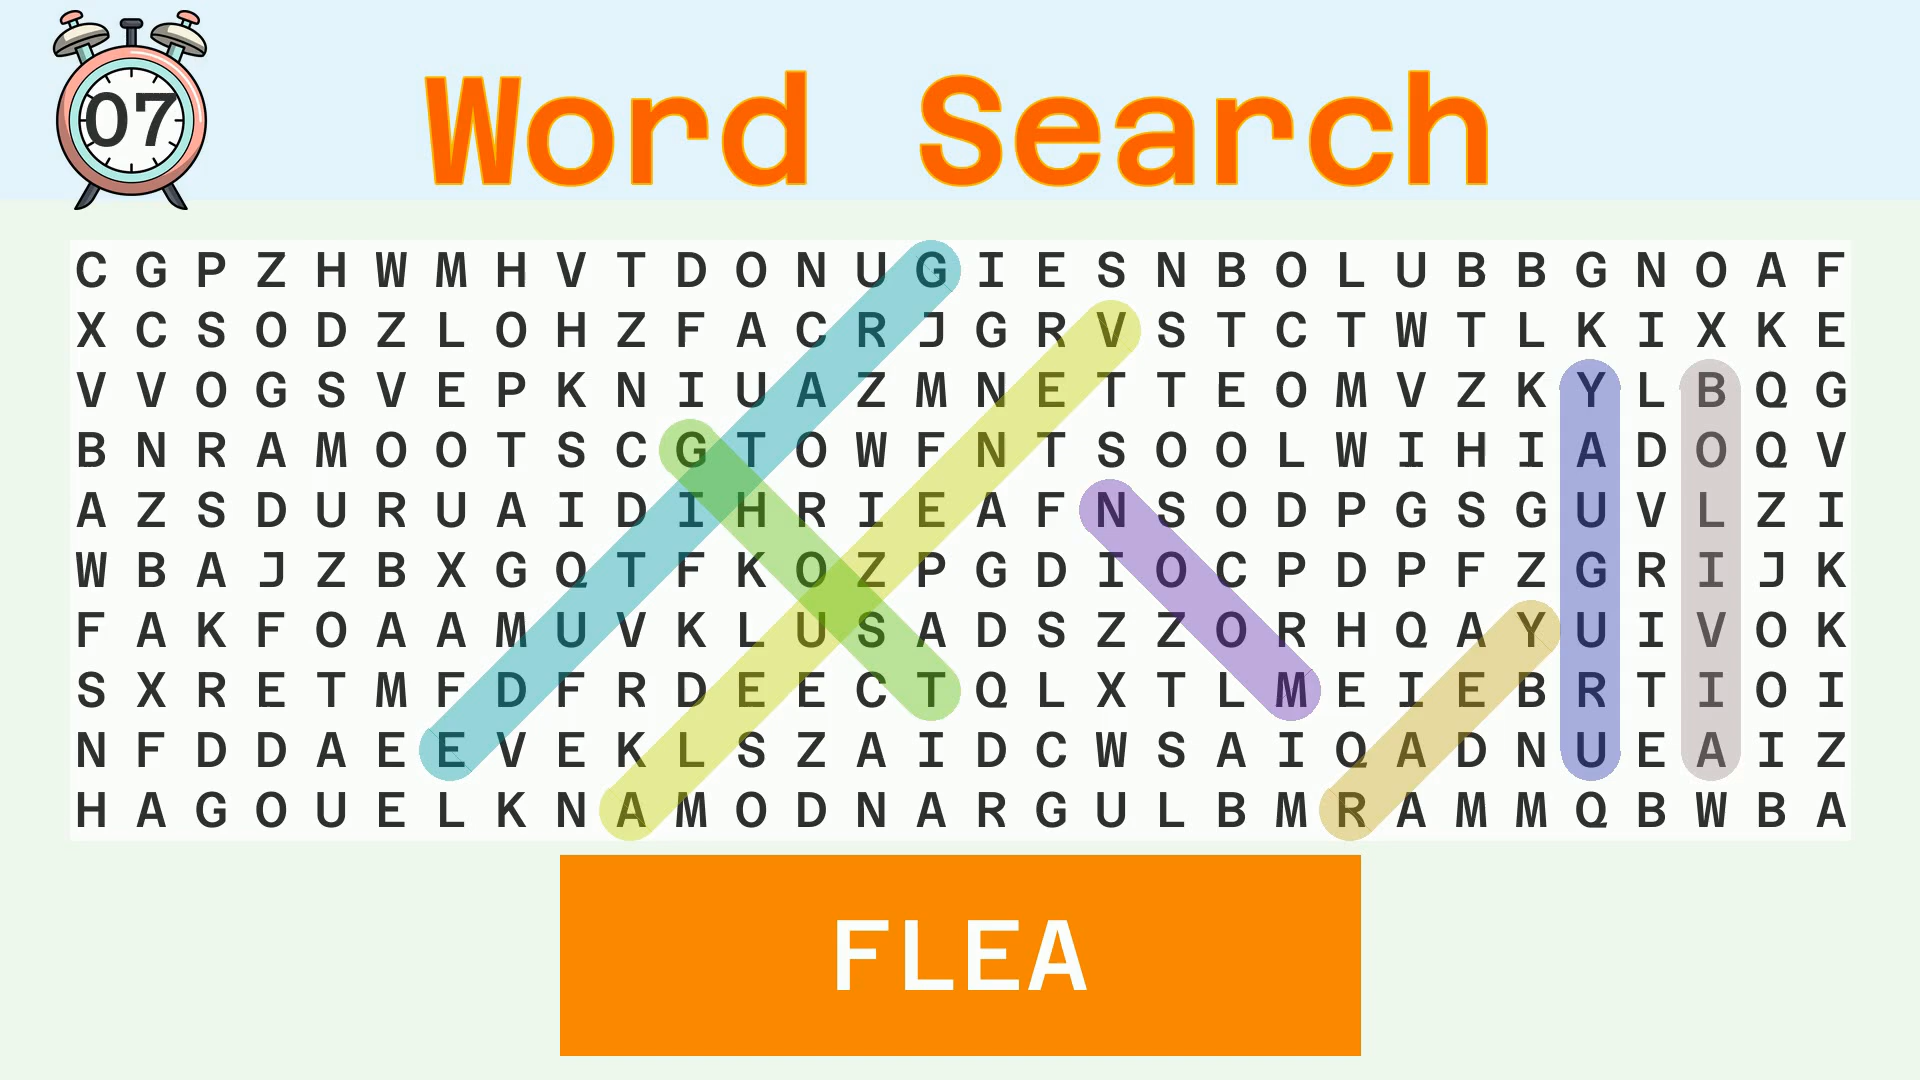 07
Word Search
C G P Z H W M H V T D O N U G I E S N B O L U B B G N O A F
X C S O D Z L O H Z F A C R J G R V S T C T W T L K I X K E
V V O G S V E P K N I U A Z M N E T T E O M V Z K Y L B Q G
B N R A M O O T S C G T O W F N T S O O L W I H I A D O Q V
A Z S D U R U A I D I H R I E A F N S O D P G S G U V L Z I
W B A J Z B X G Q T F K O Z P G D I O C P D P F Z G R I J K
F A K F O A A M U V K L U S A D S Z Z O R H Q A Y U I V O K
S X R E T M F D F R D E E C T Q L X T L M E I E B R T I O I
N F D D A E E V E K L S Z A I D C W S A I Q A D N U E A I Z
H A G O U E L K N A M O D N A R G U L B M R A M M Q B W B A
FLEA